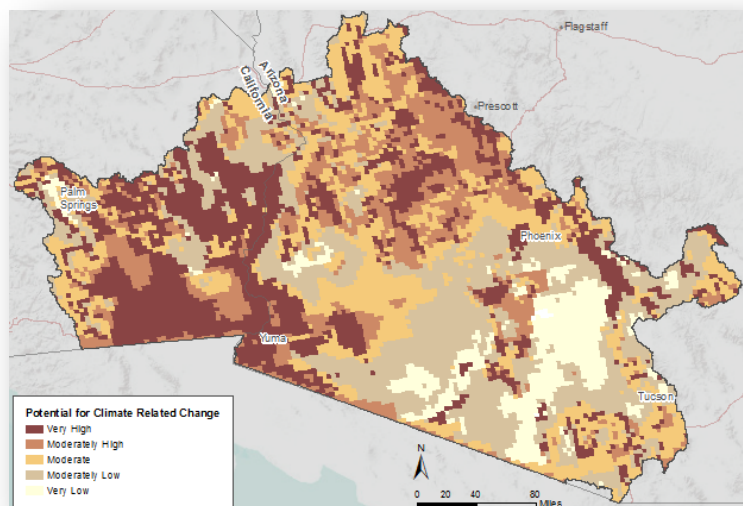 Flagstaff
Arizona
California
Prescott
Palm
Springs
Phoenix
Yuma
Tucson
Potential for Climate Related Change
Very High
Moderately High
Moderate
Moderately Low
Very Low
N
0 20 40 80
Miles